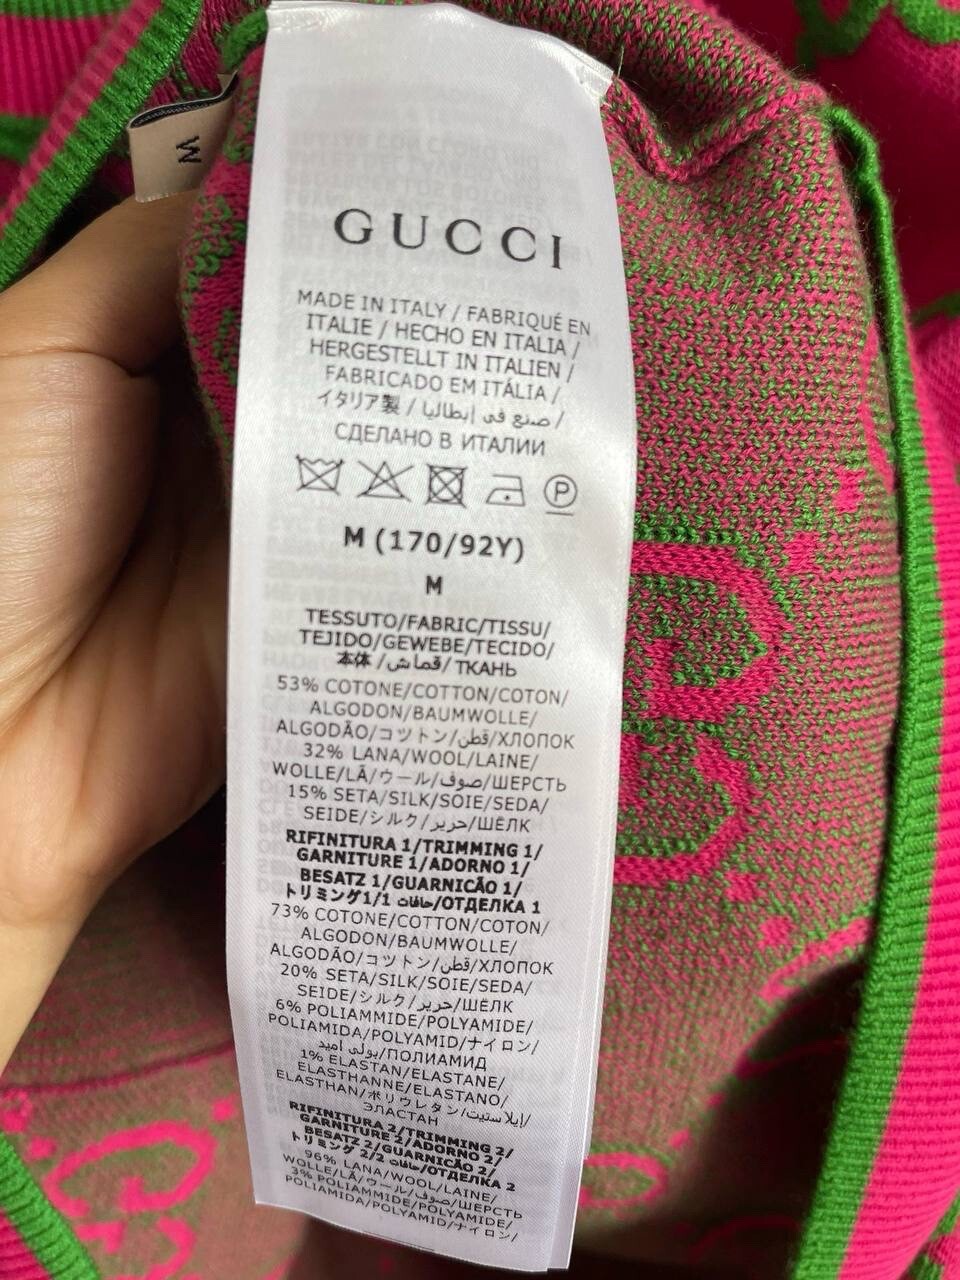 M
GUCCI
MADE IN ITALY / FABRIQUÉ EN
ITALIE / HECHO EN ITALIA /
HERGESTELLT IN ITALIEN /
FABRICADO EM ITÁLIA /
イタリア製 / صنع في إيطاليا /
СДЕЛАНО В ИТАЛИИ
P
M (170/92Y)
M
TESSUTO/FABRIC/TISSU/
TEJIDO/GEWEBE/TECIDO/
本体 /قماش/ ТКАНЬ
53% COTONE/COTTON/COTON/
ALGODON/BAUMWOLLE/
ALGODÃO/コットン/قطن/ХЛОПОК
32% LANA/WOOL/LAINE/
WOLLE/LÃ/ウール/صوف/ШЕРСТЬ
15% SETA/SILK/SOIE/SEDA/
SEIDE/シルク/حرير/ШЁЛК
RIFINITURA 1/TRIMMING 1/
GARNITURE 1/ADORNO 1/
BESATZ 1/GUARNICÃO 1/
トリミング1/1 حافات/ОТДЕЛКА 1
73% COTONE/COTTON/COTON/
ALGODON/BAUMWOLLE/
ALGODÃO/コットン/قطن/ХЛОПОК
20% SETA/SILK/SOIE/SEDA/
SEIDE/シルク/حرير/ШЁЛК
6% POLIAMMIDE/POLYAMIDE/
POLIAMIDA/POLYAMID/ナイロン/
بولي اميد/ПОЛИАМИД
1% ELASTAN/ELASTANE/
ELASTHANNE/ELASTANO/
ELASTHAN/ポリウレタン/إيلاستيت/
ЭЛАСТАН
RIFINITURA 2/TRIMMING 2/
GARNITURE 2/ADORNO 2/
BESATZ 2/GUARNICÃO 2/
トリミング 2/2 حافات/ОТДЕЛКА 2
96% LANA/WOOL/LAINE/
WOLLE/LÃ/ウール/صوف/ШЕРСТЬ
3% POLIAMMIDE/POLYAMIDE/
POLIAMIDA/POLYAMID/ナイロン/